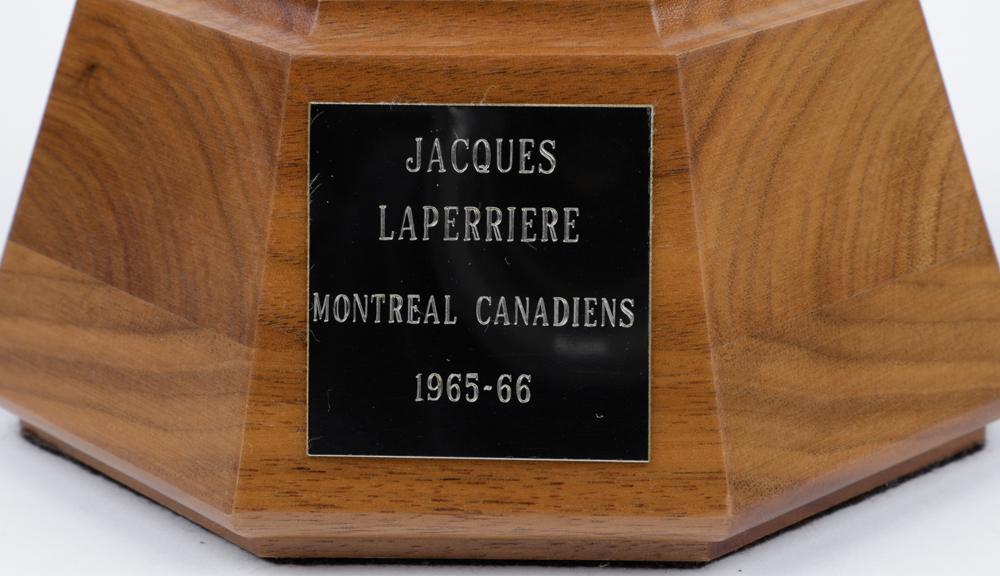 JACQUES
LAPERRIERE
MONTREAL CANADIENS
1965-66